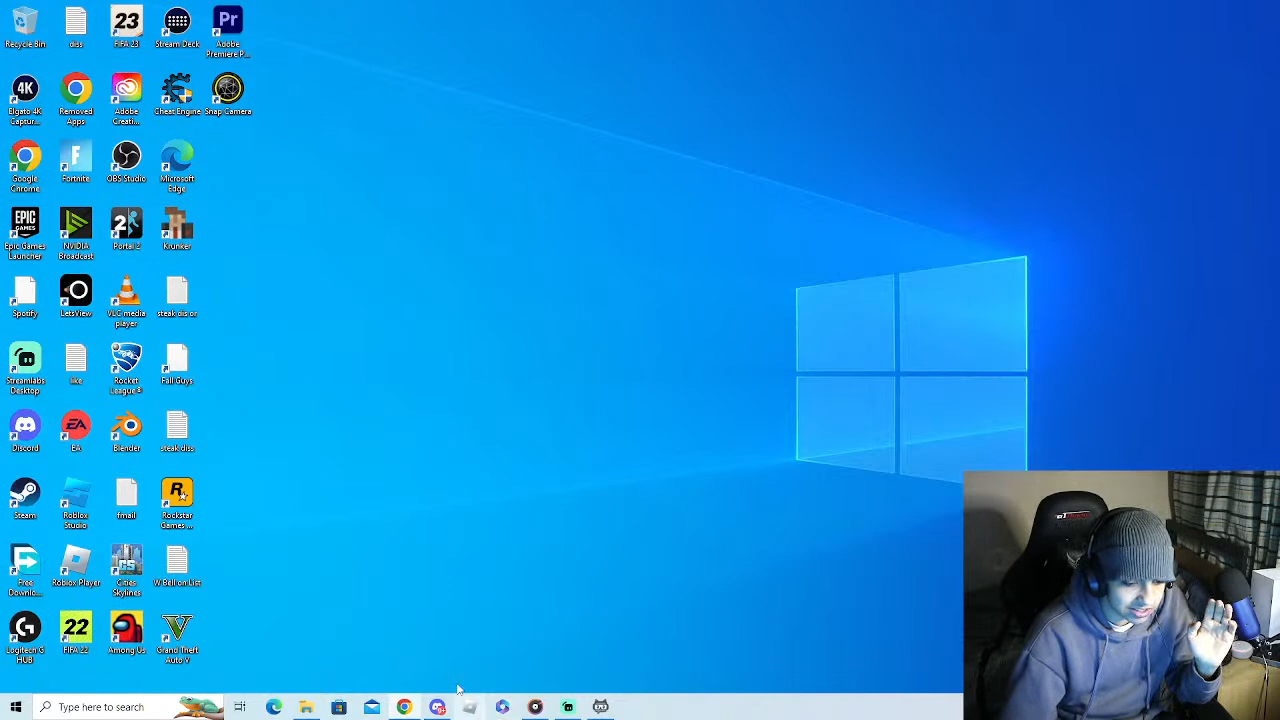 Recycle Bin
diss
23
FIFA 23
Stream Deck
Pr
Adobe
Premiere P...
4K
Elgato 4K
Captur...
Removed
Apps
Adobe
Creati...
Cheat Engine
Snap Camera
Google
Chrome
F
Fortnite
OBS Studio
Microsoft
Edge
EPIC
GAMES
Epic Games
Launcher
NVIDIA
Broadcast
2
Portal 2
Krunker
Spotify
LetsView
VLC media
player
steak dis or
Streamlabs
Desktop
like
Rocket
League®
Fall Guys
Discord
EA
EA
Blender
steak diss
Steam
Roblox
Studio
fmail
R
Rockstar
Games ...
Free
Downlo...
Roblox Player
CS
Cities
Skylines
W Bell on List
G
Logitech G
HUB
22
FIFA 22
Among Us
V
Grand Theft
Auto V
Type here to search